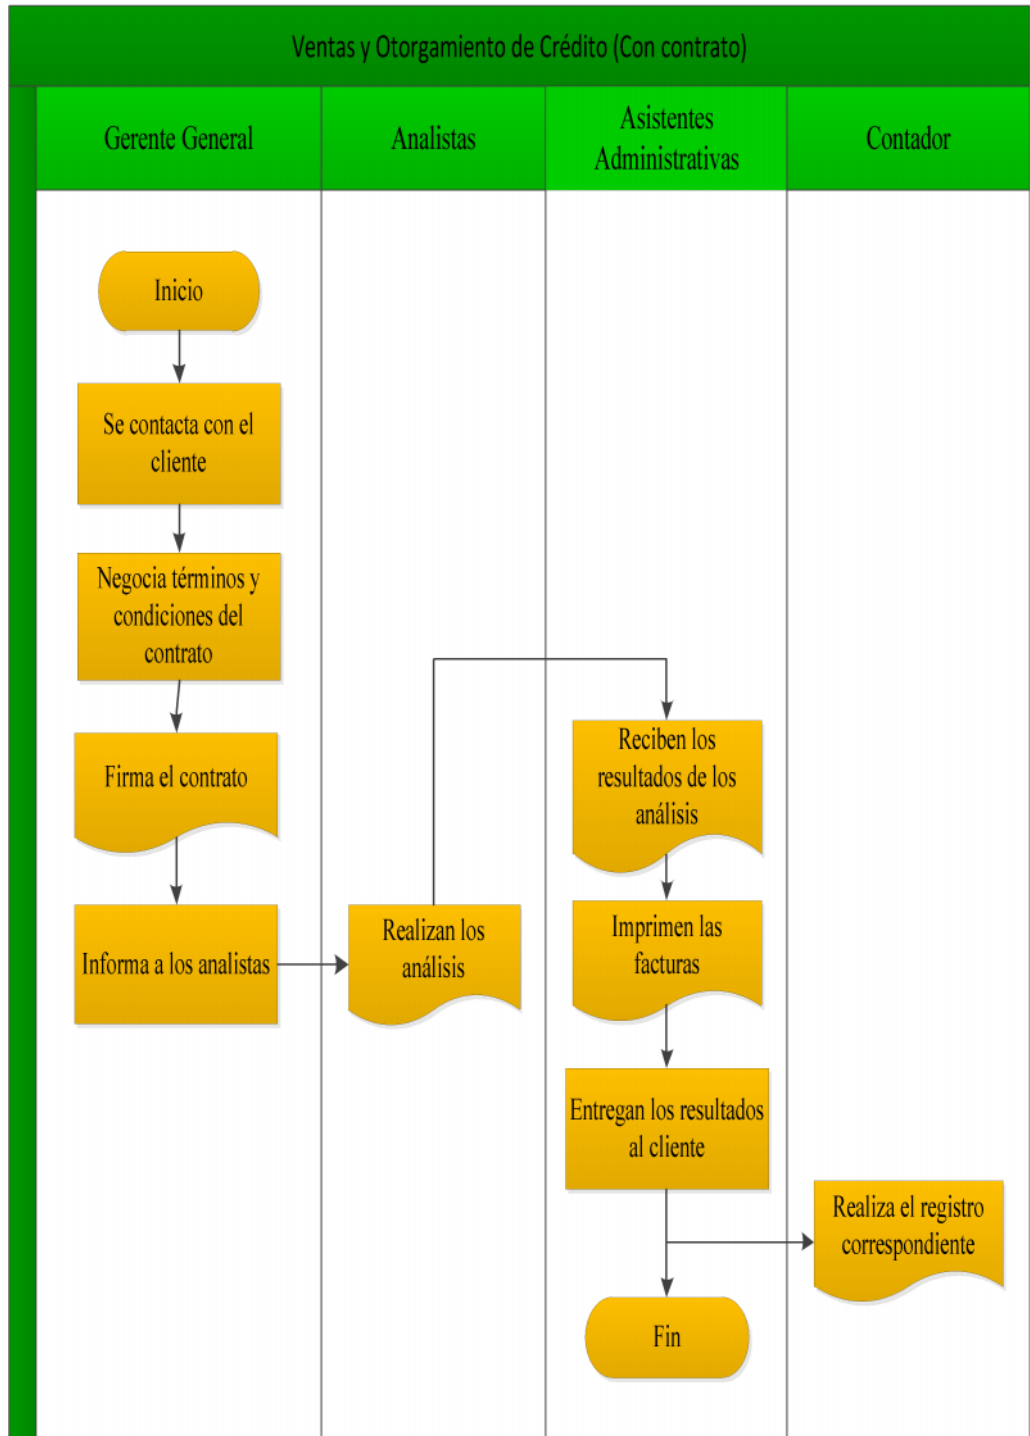 Ventas y Otorgamiento de Crédito (Con contrato)
Gerente General
Analistas
Asistentes
Administrativas
Contador
Inicio
Se contacta con el
cliente
Negocia términos y
condiciones del
contrato
Firma el contrato
Informa a los analistas
Realizan los
análisis
Reciben los
resultados de los
análisis
Imprimen las
facturas
Entregan los resultados
al cliente
Realiza el registro
correspondiente
Fin